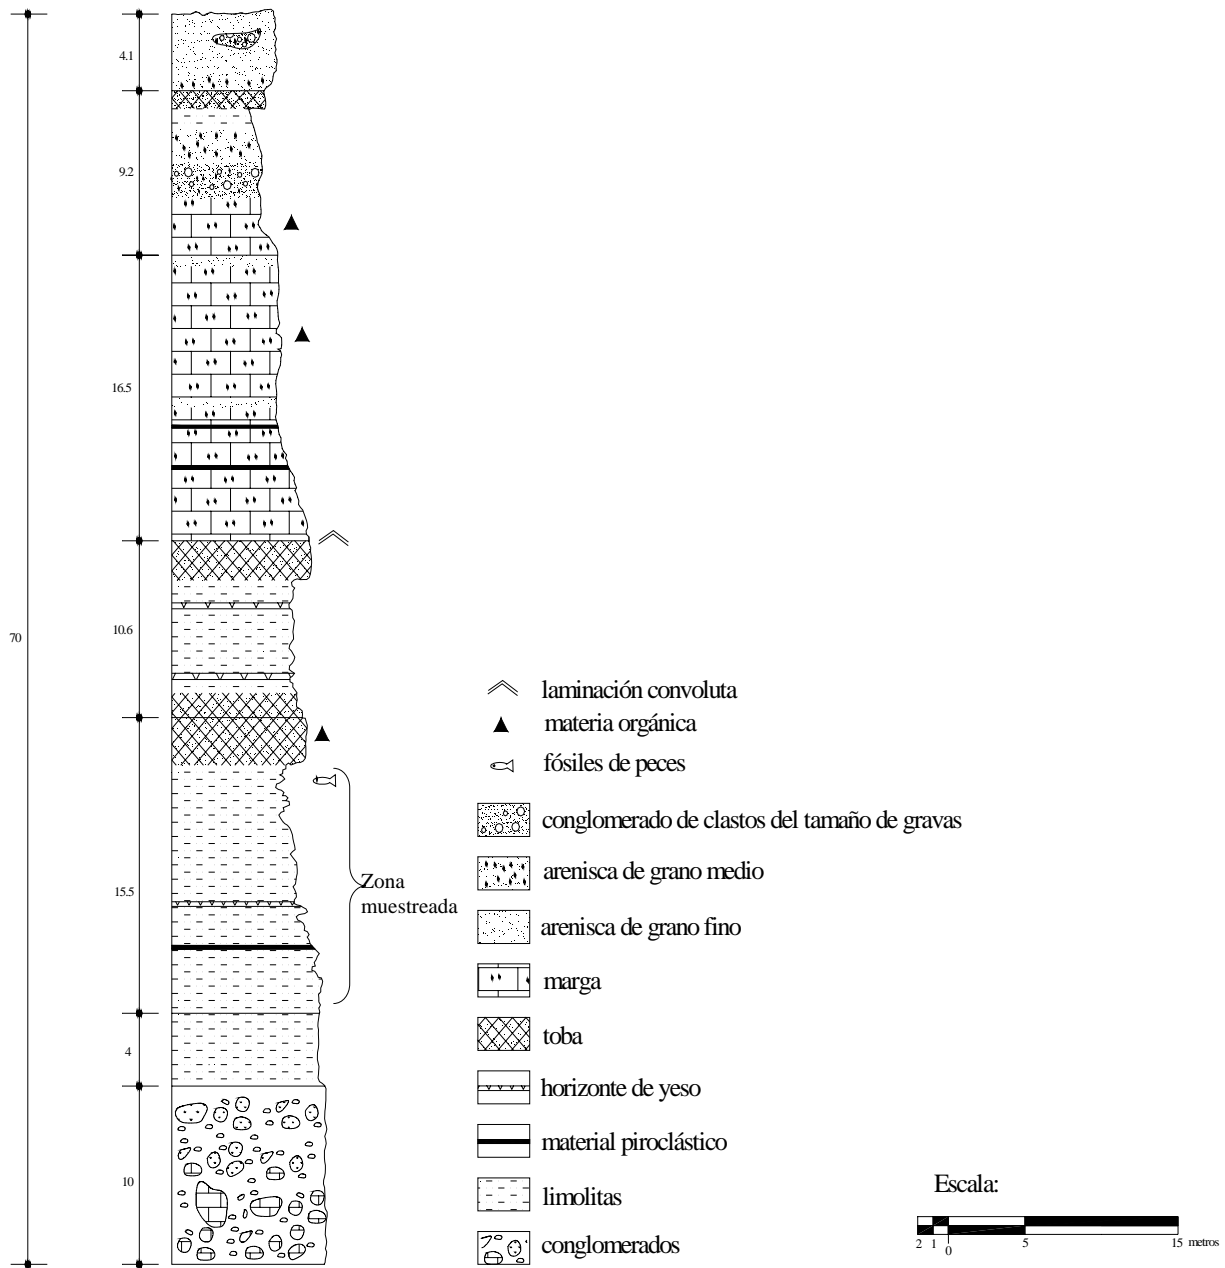 4.1
9.2
16.5
10.6
70
15.5
4
10
Zona
muestreada
laminación convoluta
materia orgánica
fósiles de peces
conglomerado de clastos del tamaño de gravas
arenisca de grano medio
arenisca de grano fino
marga
toba
horizonte de yeso
material piroclástico
limolitas
conglomerados
Escala:
2 1 0 5 15 metros